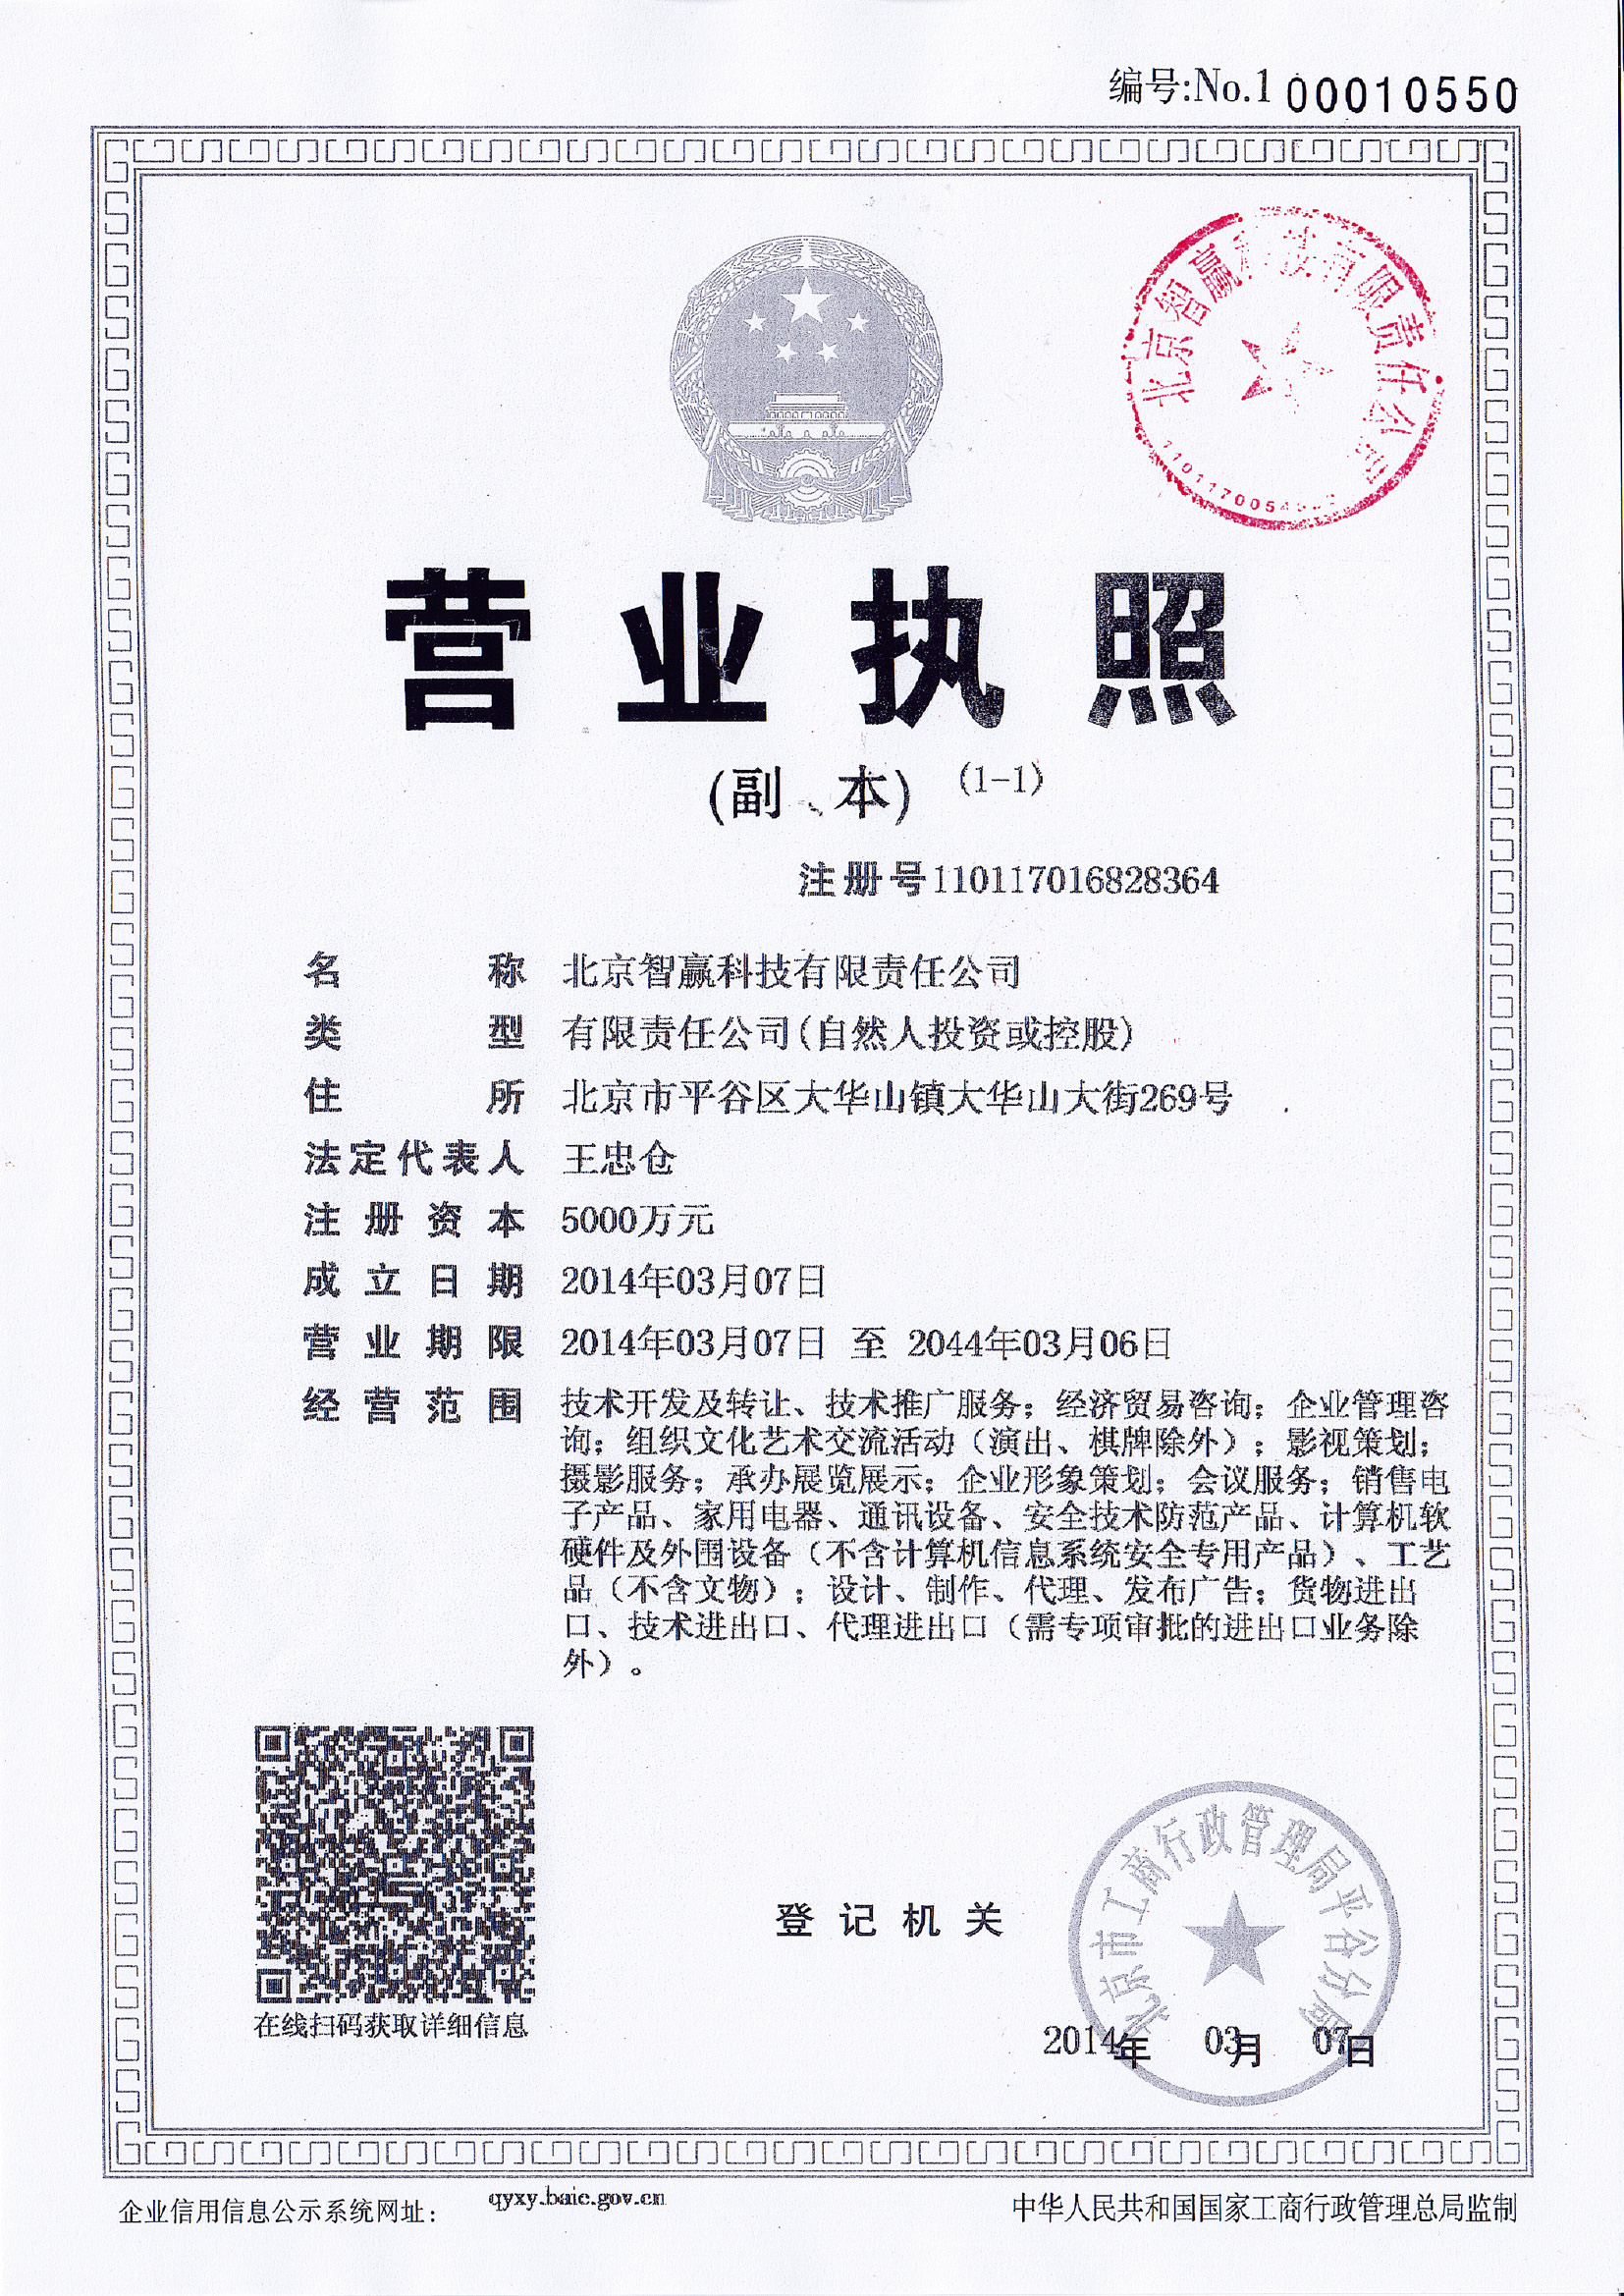 编号:No.1 00010550
北京智赢科技有限责任公司
营业执照
(副 本) (1-1)
注册号110117016828364
名称 北京智赢科技有限责任公司
类型 有限责任公司(自然人投资或控股)
住所 北京市平谷区大华山镇大华山大街269号
法定代表人 王忠仓
注册资本 5000万元
成立日期 2014年03月07日
营业期限 2014年03月07日 至 2044年03月06日
经营范围 技术开发及转让、技术推广服务；经济贸易咨询；企业管理咨
询；组织文化艺术交流活动（演出、棋牌除外）；影视策划；
摄影服务；承办展览展示；企业形象策划；会议服务；销售电
子产品、家用电器、通讯设备、安全技术防范产品、计算机软
硬件及外围设备（不含计算机信息系统安全专用产品）、工艺
品（不含文物）；设计、制作、代理、发布广告；货物进出
口、技术进出口、代理进出口（需专项审批的进出口业务除
外）。
登记机关
北京市工商行政管理局平谷分局
在线扫码获取详细信息
2014年 03月 07日
企业信用信息公示系统网址： qyxy.baic.gov.cn
中华人民共和国国家工商行政管理总局监制